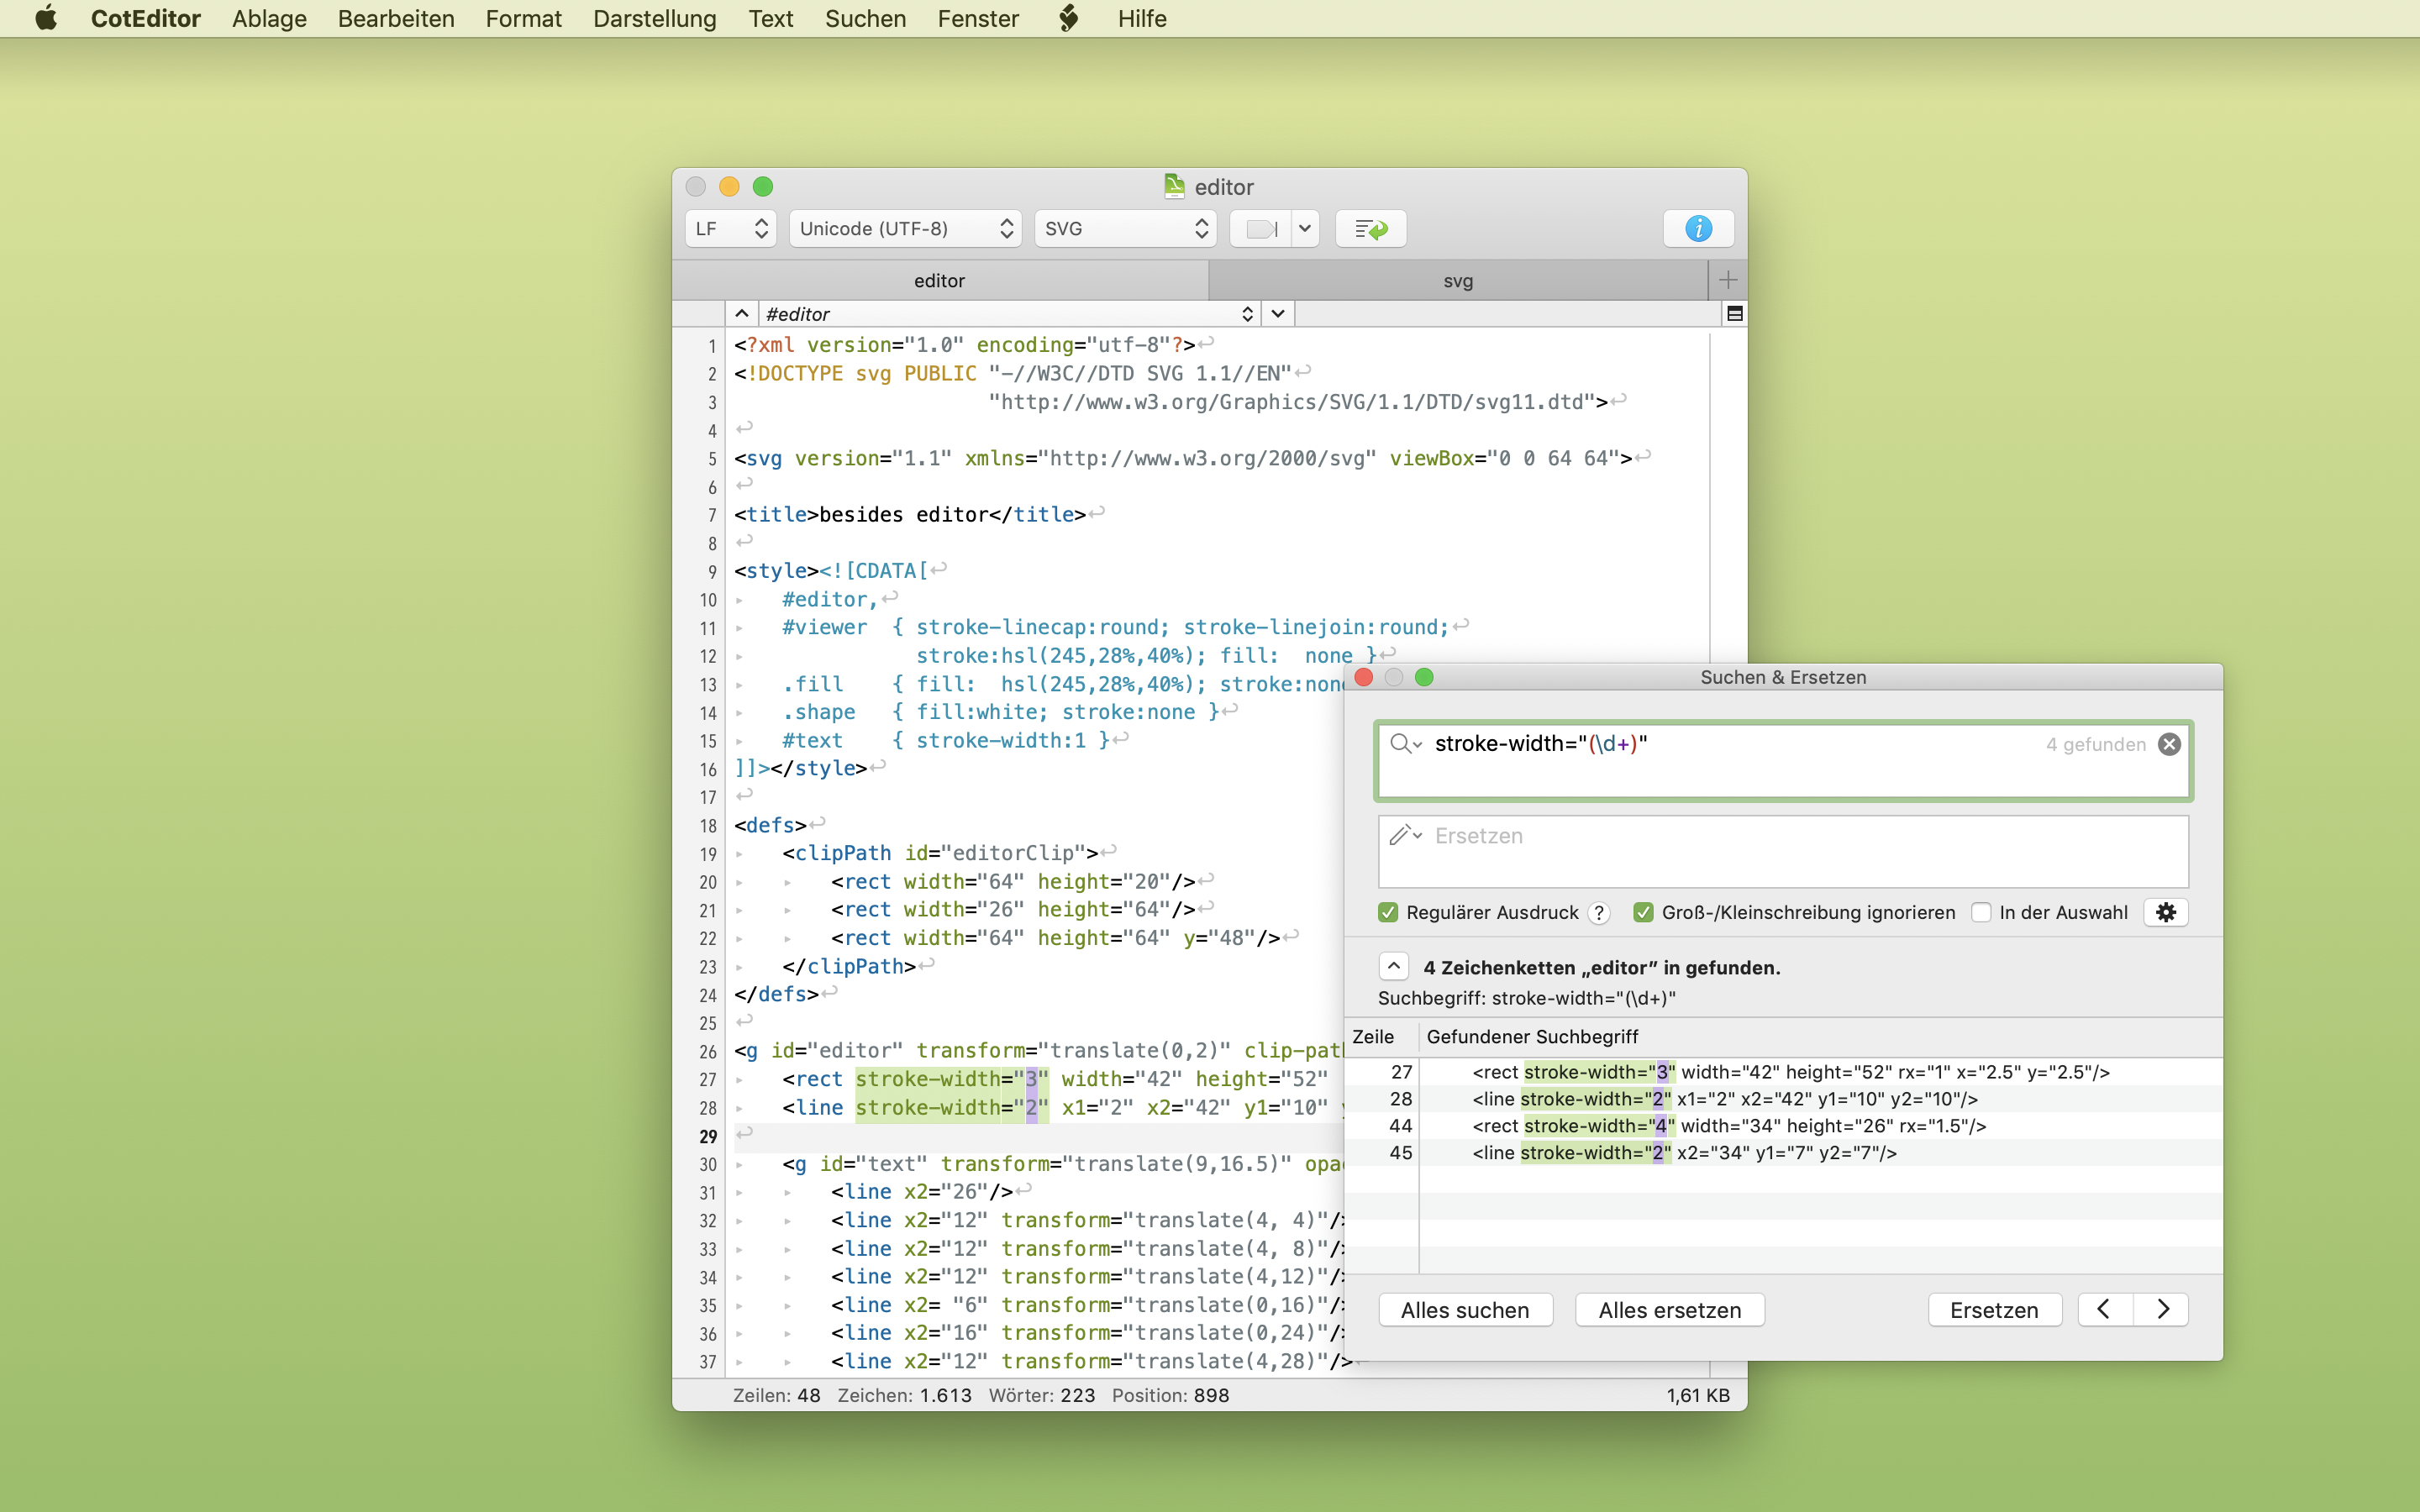 CotEditor Ablage Bearbeiten Format Darstellung Text Suchen Fenster Hilfe
editor
LF Unicode (UTF-8) SVG
editor svg
#editor
1 <?xml version="1.0" encoding="utf-8"?>
2 <!DOCTYPE svg PUBLIC "-//W3C//DTD SVG 1.1//EN"
3 "http://www.w3.org/Graphics/SVG/1.1/DTD/svg11.dtd">
4
5 <svg version="1.1" xmlns="http://www.w3.org/2000/svg" viewBox="0 0 64 64">
6
7 <title>besides editor</title>
8
9 <style><![CDATA[
10 #editor,
11 #viewer { stroke-linecap:round; stroke-linejoin:round;
12 stroke:hsl(245,28%,40%); fill: none }
13 .fill { fill: hsl(245,28%,40%); stroke:none
14 .shape { fill:white; stroke:none }
15 #text { stroke-width:1 }
16 ]]></style>
17
18 <defs>
19 <clipPath id="editorClip">
20 <rect width="64" height="20"/>
21 <rect width="26" height="64"/>
22 <rect width="64" height="64" y="48"/>
23 </clipPath>
24 </defs>
25
26 <g id="editor" transform="translate(0,2)" clip-path
27 <rect stroke-width="3" width="42" height="52"
28 <line stroke-width="2" x1="2" x2="42" y1="10"
29
30 <g id="text" transform="translate(9,16.5)" opa
31 <line x2="26"/>
32 <line x2="12" transform="translate(4, 4)"/>
33 <line x2="12" transform="translate(4, 8)"/>
34 <line x2="12" transform="translate(4,12)"/>
35 <line x2= "6" transform="translate(0,16)"/>
36 <line x2="16" transform="translate(0,24)"/>
37 <line x2="12" transform="translate(4,28)"/>
Zeilen: 48 Zeichen: 1.613 Wörter: 223 Position: 898 1,61 KB
Suchen & Ersetzen
stroke-width="(\d+)" 4 gefunden
Ersetzen
Regulärer Ausdruck ? Groß-/Kleinschreibung ignorieren In der Auswahl
4 Zeichenketten „editor” in gefunden.
Suchbegriff: stroke-width="(\d+)"
Zeile Gefundener Suchbegriff
27 <rect stroke-width="3" width="42" height="52" rx="1" x="2.5" y="2.5"/>
28 <line stroke-width="2" x1="2" x2="42" y1="10" y2="10"/>
44 <rect stroke-width="4" width="34" height="26" rx="1.5"/>
45 <line stroke-width="2" x2="34" y1="7" y2="7"/>
Alles suchen Alles ersetzen Ersetzen